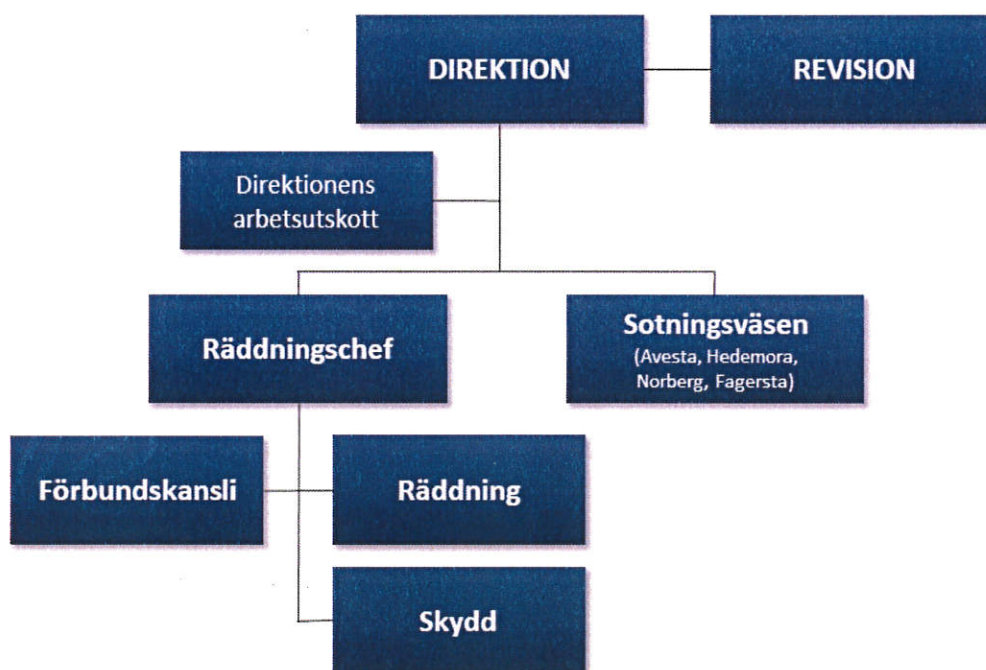 DIREKTION
REVISION
Direktionens
arbetsutskott
Räddningschef
Sotningsväsen
(Avesta, Hedemora,
Norberg, Fagersta)
Förbundskansli
Räddning
Skydd